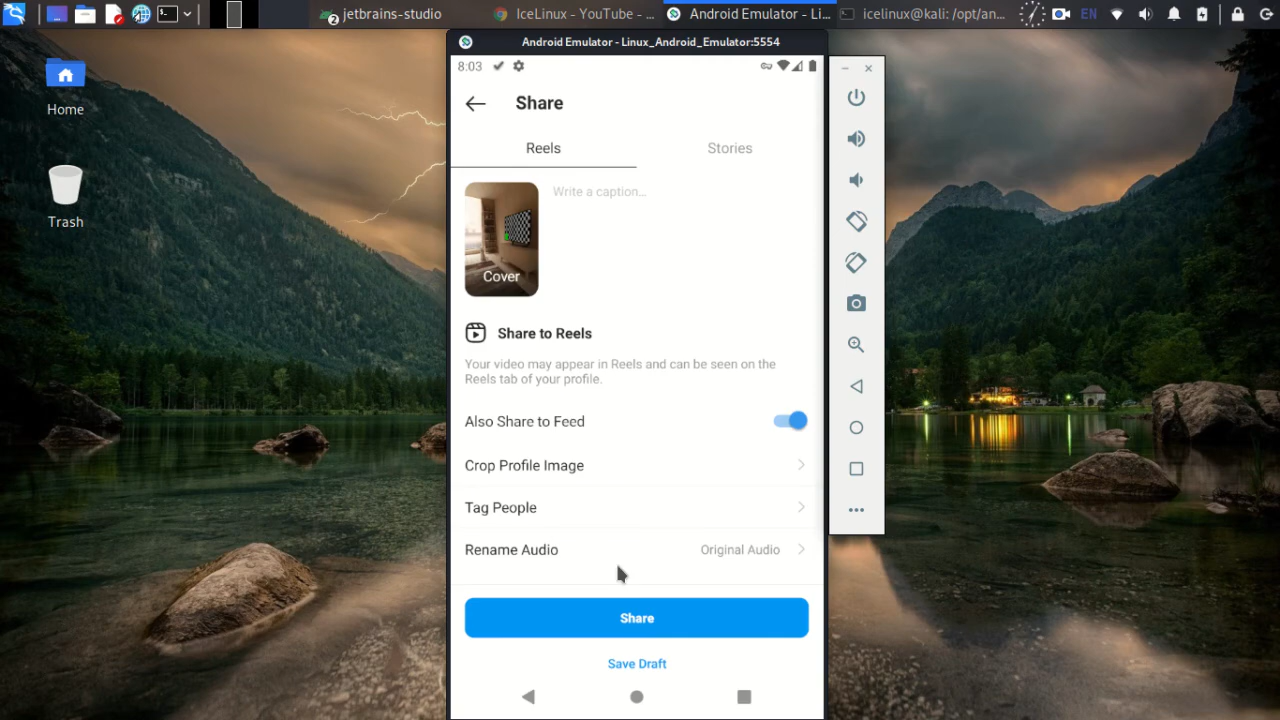 jetbrains-studio
2
IceLinux - YouTube - ...
Android Emulator - Li...
icelinux@kali: /opt/an...
EN
Home
Trash
Android Emulator - Linux_Android_Emulator:5554
8:03
Share
Reels
Stories
Write a caption...
Cover
Share to Reels
Your video may appear in Reels and can be seen on the
Reels tab of your profile.
Also Share to Feed
Crop Profile Image
Tag People
Rename Audio
Original Audio
Share
Save Draft